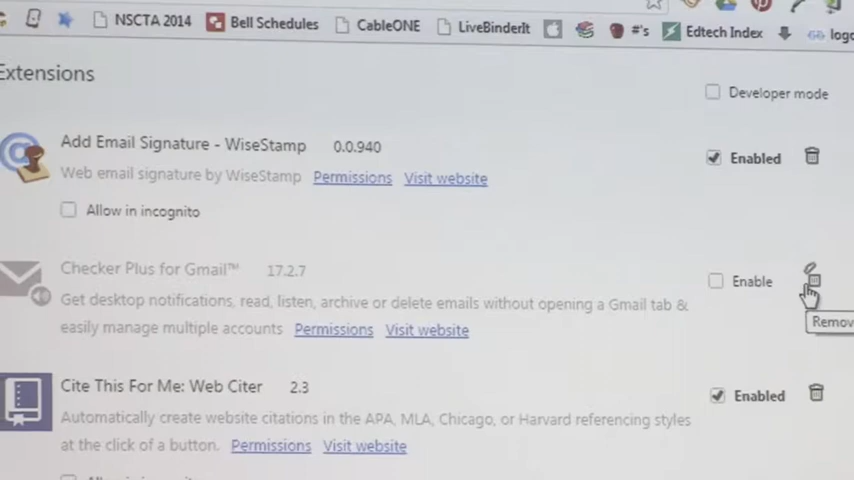 NSCTA 2014 Bell Schedules CableONE LiveBinderIt #'s Edtech Index
Extensions
Developer mode
Add Email Signature - WiseStamp 0.0.940
Enabled
Web email signature by WiseStamp Permissions Visit website
Allow in incognito
Checker Plus for Gmail™ 17.2.7
Enable
Get desktop notifications, read, listen, archive or delete emails without opening a Gmail tab &
easily manage multiple accounts Permissions Visit website
Remov
Cite This For Me: Web Citer 2.3
Enabled
Automatically create website citations in the APA, MLA, Chicago, or Harvard referencing styles
at the click of a button. Permissions Visit website